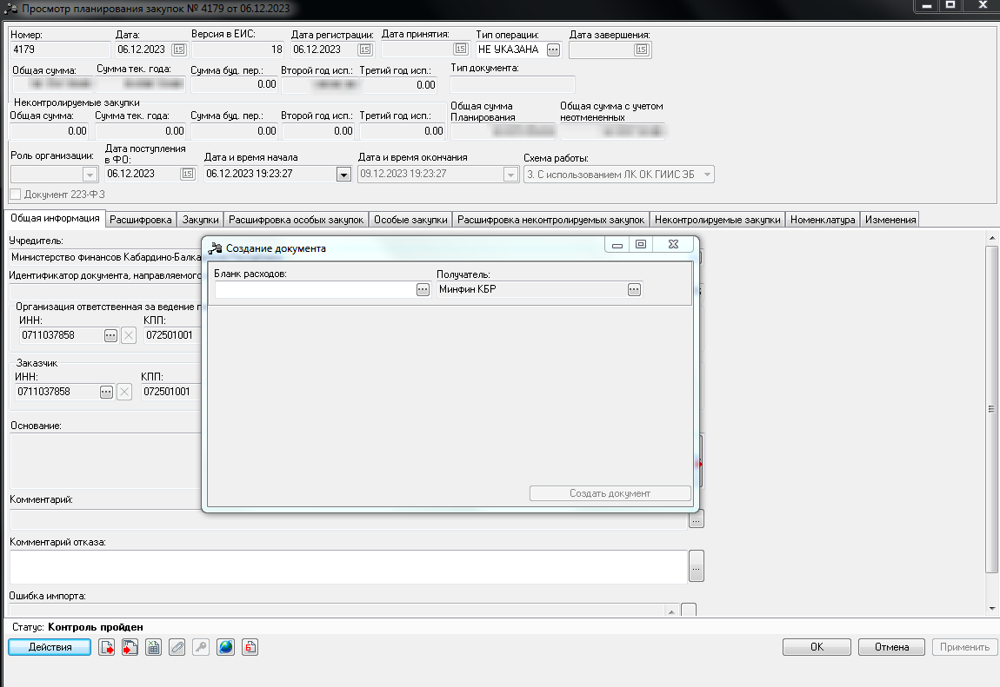 Просмотр планирования закупок № 4179 от 06.12.2023
Номер: Дата: Версия в ЕИС: Дата регистрации: Дата принятия: Тип операции: Дата завершения:
4179 06.12.2023 15 18 06.12.2023 15 15 НЕ УКАЗАНА ... 15
Общая сумма: Сумма тек. года: Сумма буд. пер.: Второй год исп.: Третий год исп.: Тип документа:
0.00 0.00
Неконтролируемые закупки
Общая сумма: Сумма тек. года: Сумма буд. пер.: Второй год исп.: Третий год исп.:
0.00 0.00 0.00 0.00 0.00
Общая сумма
Планирования
Общая сумма с учетом
неотмененных
Роль организации:
Дата поступления
в ФО:
06.12.2023 15
Дата и время начала
06.12.2023 19:23:27
Дата и время окончания
09.12.2023 19:23:27
Схема работы:
3. С использованием ЛК ОК ГИИС ЭБ
Документ 223-ФЗ
Общая информация Расшифровка Закупки Расшифровка особых закупок Особые закупки Расшифровка неконтролируемых закупок Неконтролируемые закупки Номенклатура Изменения
Учредитель:
Министерство финансов Кабардино-Балка
Идентификатор документа, направляемого
Организация ответственная за ведение
ИНН: КПП:
0711037858 ... 072501001
Заказчик
ИНН: КПП:
0711037858 ... 072501001
Основание:
Комментарий:
...
Комментарий отказа:
...
Ошибка импорта:
Создание документа
Бланк расходов: Получатель:
... Минфин КБР ...
Создать документ
Статус: Контроль пройден
Действия ОК Отмена Применить